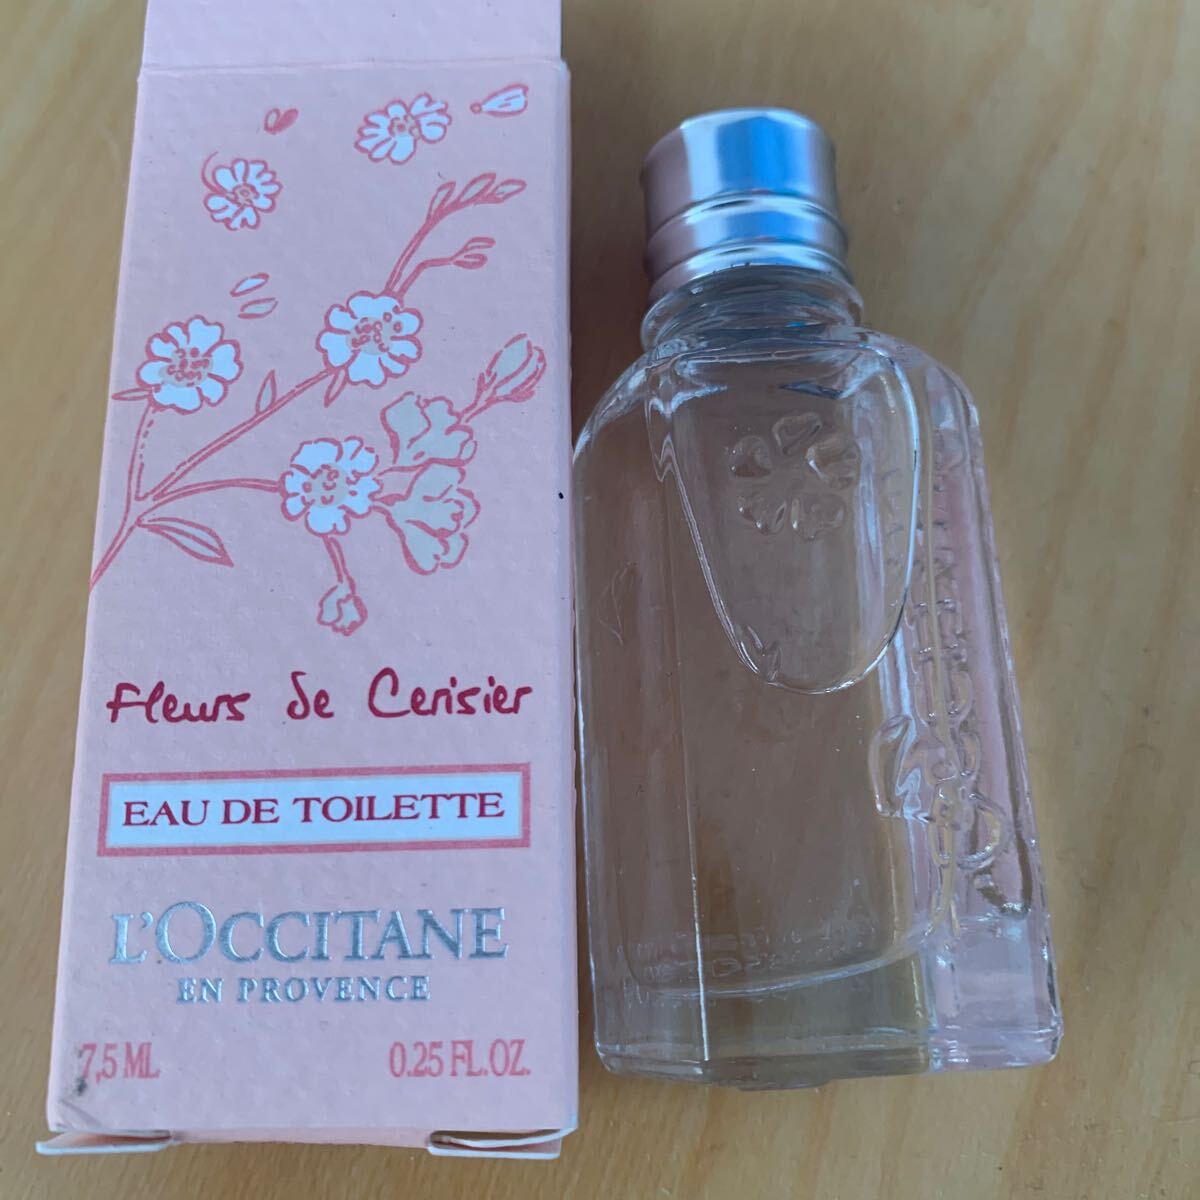 Fleurs de Cerisier
EAU DE TOILETTE
L'OCCITANE
EN PROVENCE
7,5 ML 0.25 FL.OZ.